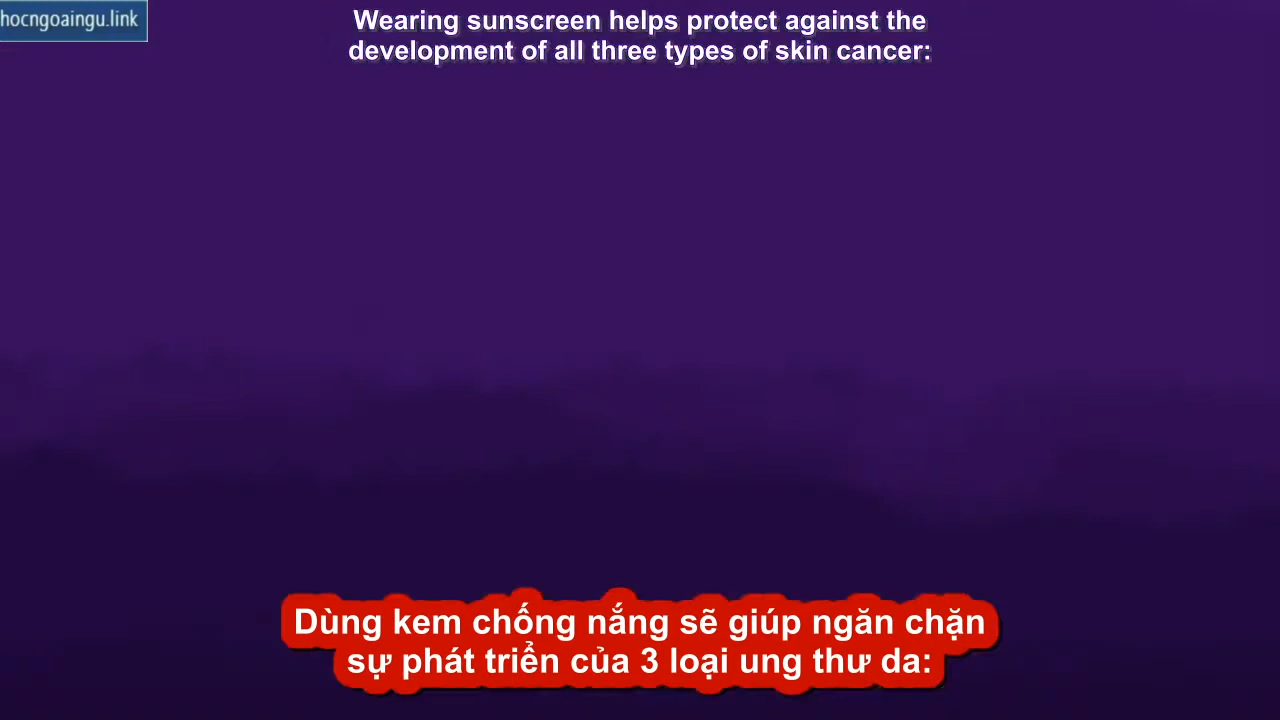 hocngoaingu.link
Wearing sunscreen helps protect against the
development of all three types of skin cancer:
Dùng kem chống nắng sẽ giúp ngăn chặn
sự phát triển của 3 loại ung thư da: